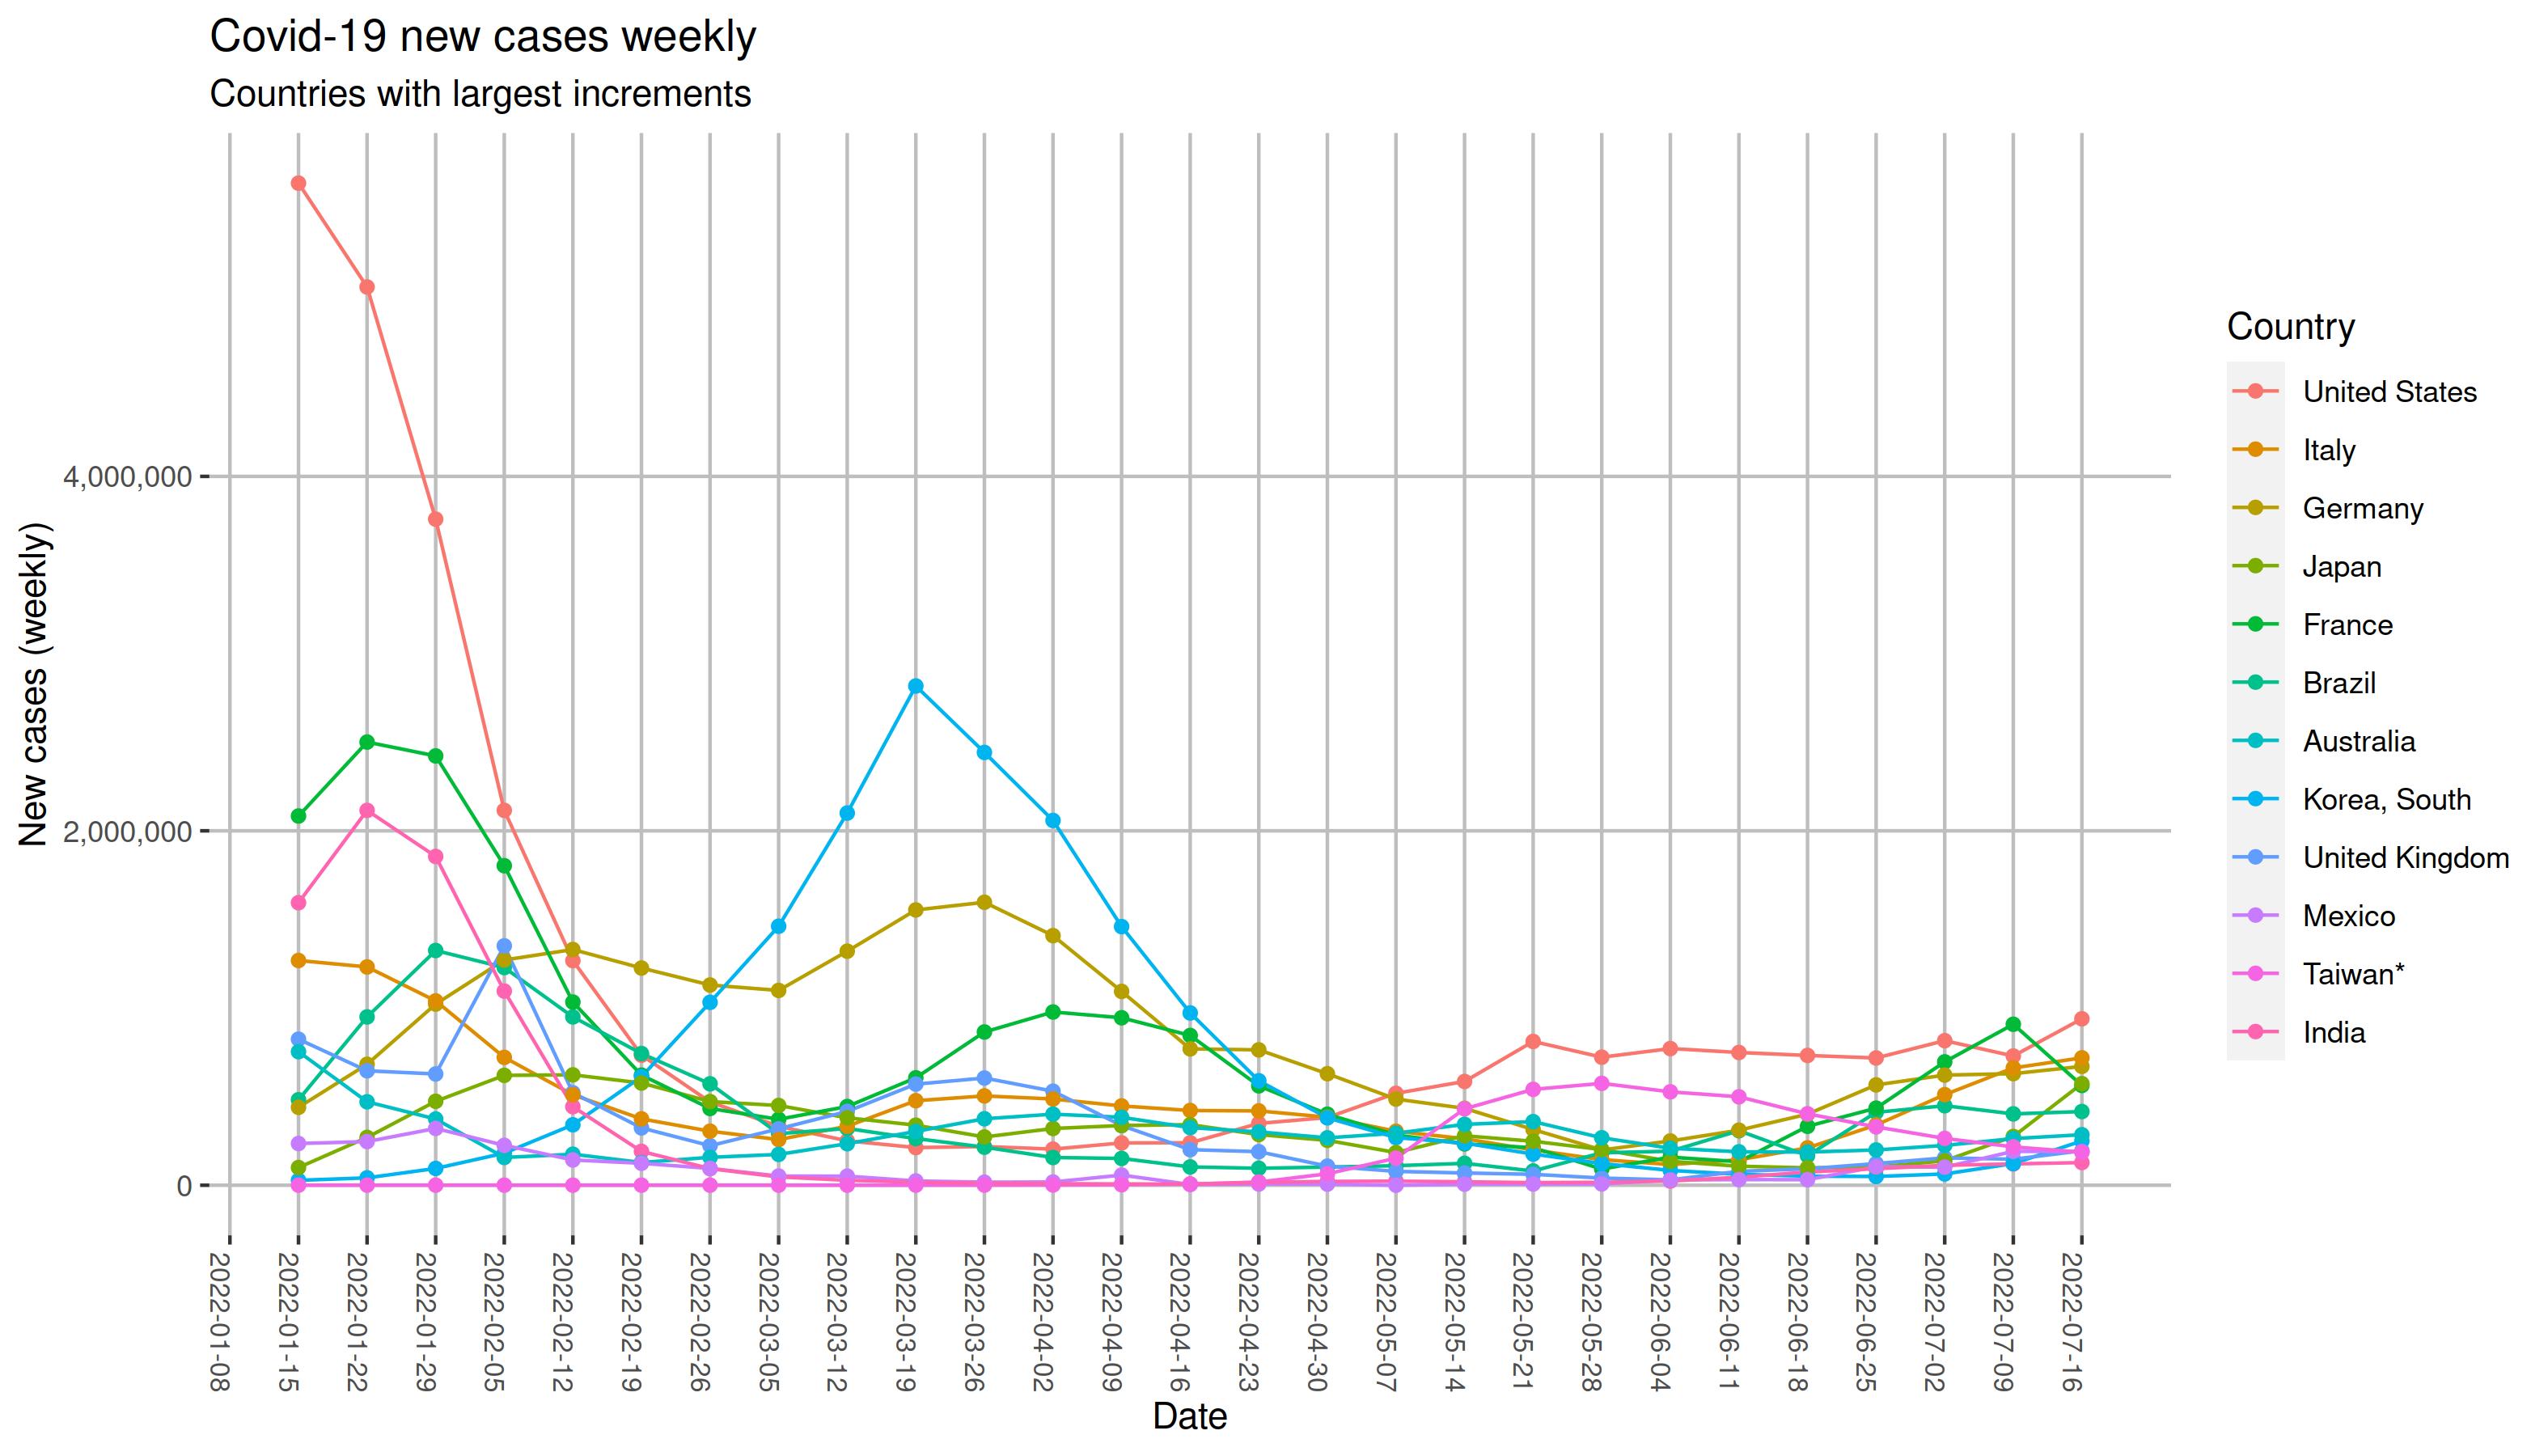 Covid-19 new cases weekly
Countries with largest increments
New cases (weekly)
4,000,000
2,000,000
0
2022-01-08
2022-01-15
2022-01-22
2022-01-29
2022-02-05
2022-02-12
2022-02-19
2022-02-26
2022-03-05
2022-03-12
2022-03-19
2022-03-26
2022-04-02
2022-04-09
2022-04-16
2022-04-23
2022-04-30
2022-05-07
2022-05-14
2022-05-21
2022-05-28
2022-06-04
2022-06-11
2022-06-18
2022-06-25
2022-07-02
2022-07-09
2022-07-16
Date
Country
United States
Italy
Germany
Japan
France
Brazil
Australia
Korea, South
United Kingdom
Mexico
Taiwan*
India